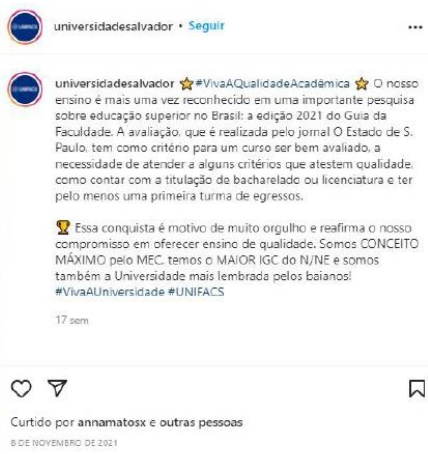 universidadesalvador • Seguir
universidadesalvador ⭐#VivaAQualidadeAcadêmica ⭐ O nosso
ensino é mais uma vez reconhecido em uma importante pesquisa
sobre educação superior no Brasil: a edição 2021 do Guia da
Faculdade. A avaliação, que é realizada pelo jornal O Estado de S.
Paulo, tem como critério para um curso ser bem avaliado, a
necessidade de atender a alguns critérios que atestem qualidade,
como contar com a titulação de bacharelado ou licenciatura e ter
pelo menos uma primeira turma de egressos.
🏆 Essa conquista é motivo de muito orgulho e reafirma o nosso
compromisso em oferecer ensino de qualidade. Somos CONCEITO
MÁXIMO pelo MEC, temos o MAIOR IGC do N/NE e somos
também a Universidade mais lembrada pelos baianos!
#VivaAUniversidade #UNIFACS
17 sem
Curtido por annamatosx e outras pessoas
8 DE NOVEMBRO DE 2021